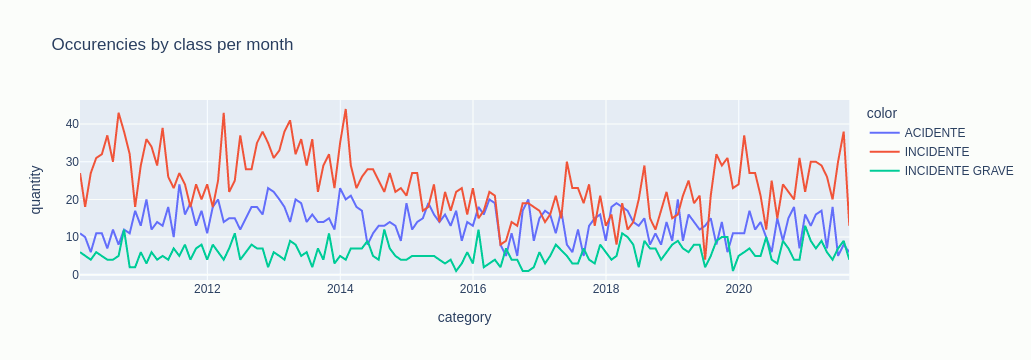 Occurencies by class per month
color
ACIDENTE
INCIDENTE
INCIDENTE GRAVE
quantity
40
30
20
10
0
2012 2014 2016 2018 2020
category